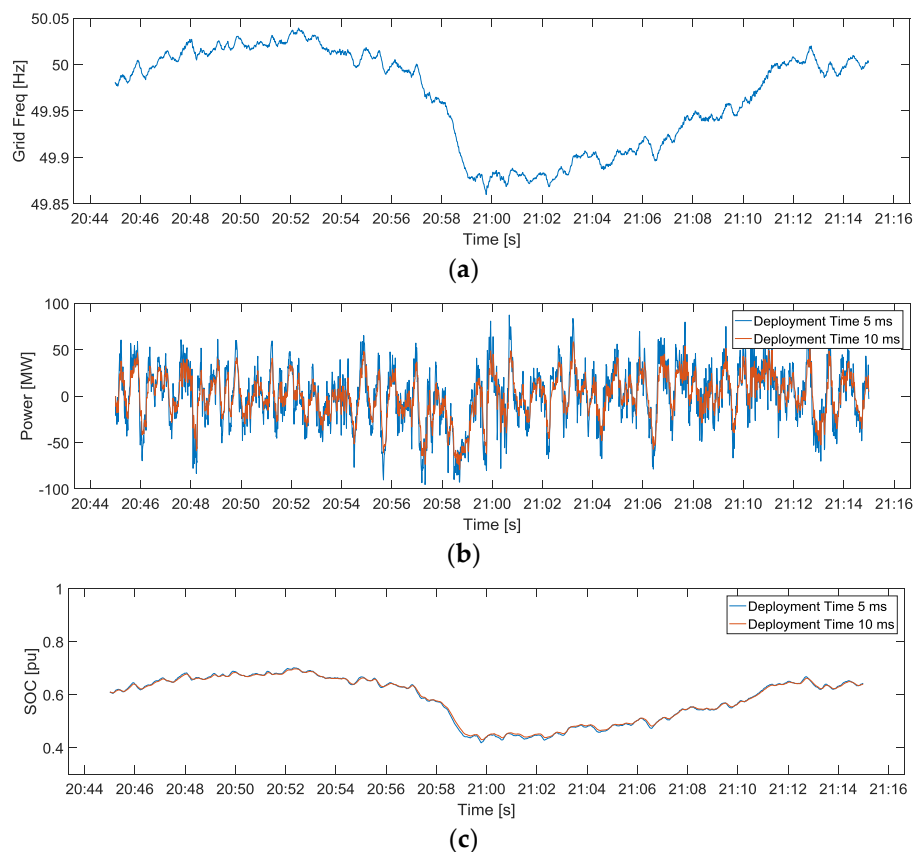 50.05
50
49.95
49.9
49.85
Grid Freq [Hz]
20:44 20:46 20:48 20:50 20:52 20:54 20:56 20:58 21:00 21:02 21:04 21:06 21:08 21:10 21:12 21:14 21:16
Time [s]
(a)
100
50
0
-50
-100
Power [MW]
Deployment Time 5 ms
Deployment Time 10 ms
20:44 20:46 20:48 20:50 20:52 20:54 20:56 20:58 21:00 21:02 21:04 21:06 21:08 21:10 21:12 21:14 21:16
Time [s]
(b)
1
0.8
0.6
0.4
SOC [pu]
Deployment Time 5 ms
Deployment Time 10 ms
20:44 20:46 20:48 20:50 20:52 20:54 20:56 20:58 21:00 21:02 21:04 21:06 21:08 21:10 21:12 21:14 21:16
Time [s]
(c)